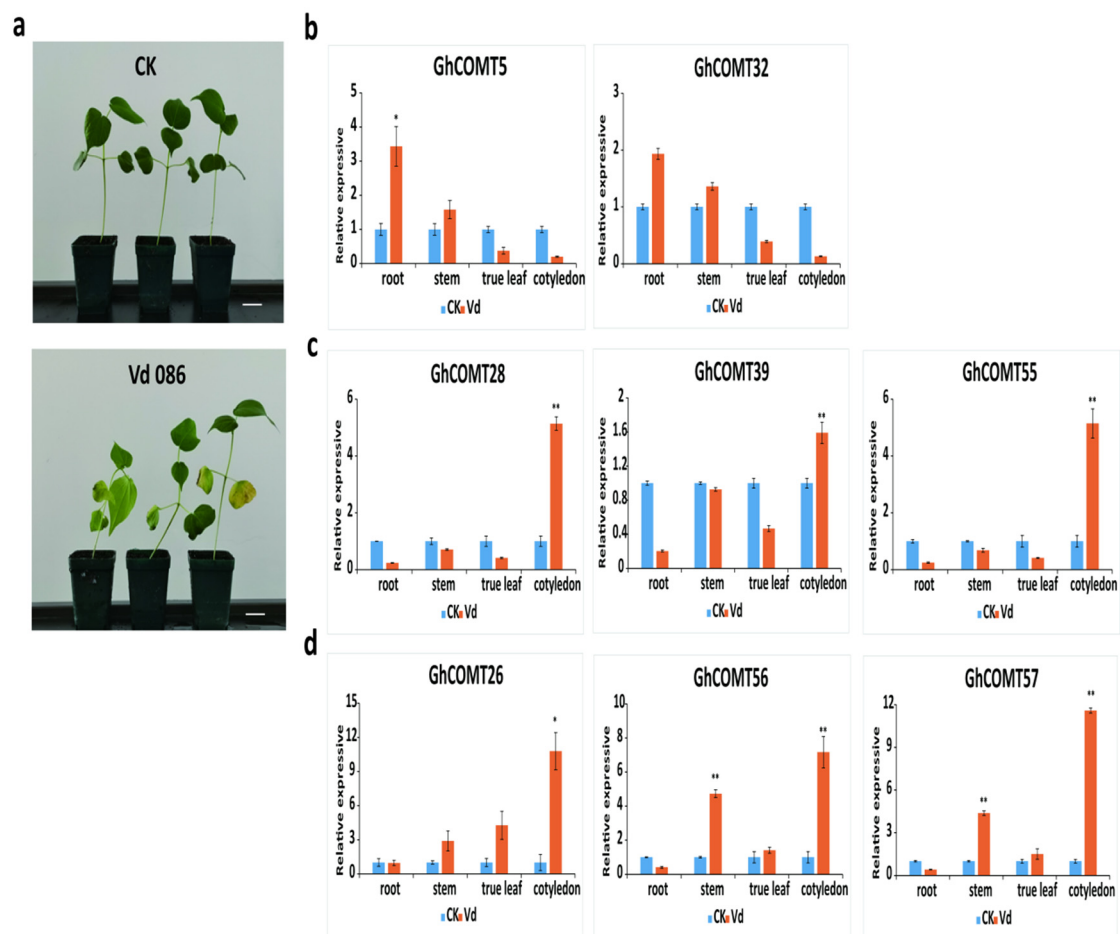 a
CK
Vd 086
b
GhCOMT5
Relative expressive
5
4
3
2
1
0
*
root stem true leaf cotyledon
CK Vd
GhCOMT32
Relative expressive
3
2
1
0
root stem true leaf cotyledon
CK Vd
c
GhCOMT28
Relative expressive
6
4
2
0
**
root stem true leaf cotyledon
CK Vd
GhCOMT39
Relative expressive
2
1.6
1.2
0.8
0.4
0
**
root stem true leaf cotyledon
CK Vd
GhCOMT55
Relative expressive
6
4
2
0
**
root stem true leaf cotyledon
CK Vd
d
GhCOMT26
Relative expressive
15
12
9
6
3
0
*
root stem true leaf cotyledon
CK Vd
GhCOMT56
Relative expressive
10
8
6
4
2
0
** **
root stem true leaf cotyledon
CK Vd
GhCOMT57
Relative expressive
12
9
6
3
0
** **
root stem true leaf cotyledon
CK Vd